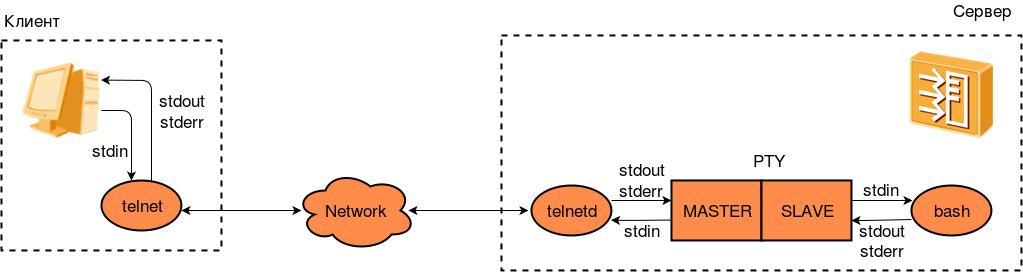 Клиент
Сервер
stdout
stderr
stdin
telnet
Network
telnetd
stdout
stderr
stdin
PTY
MASTER
SLAVE
stdin
stdout
stderr
bash